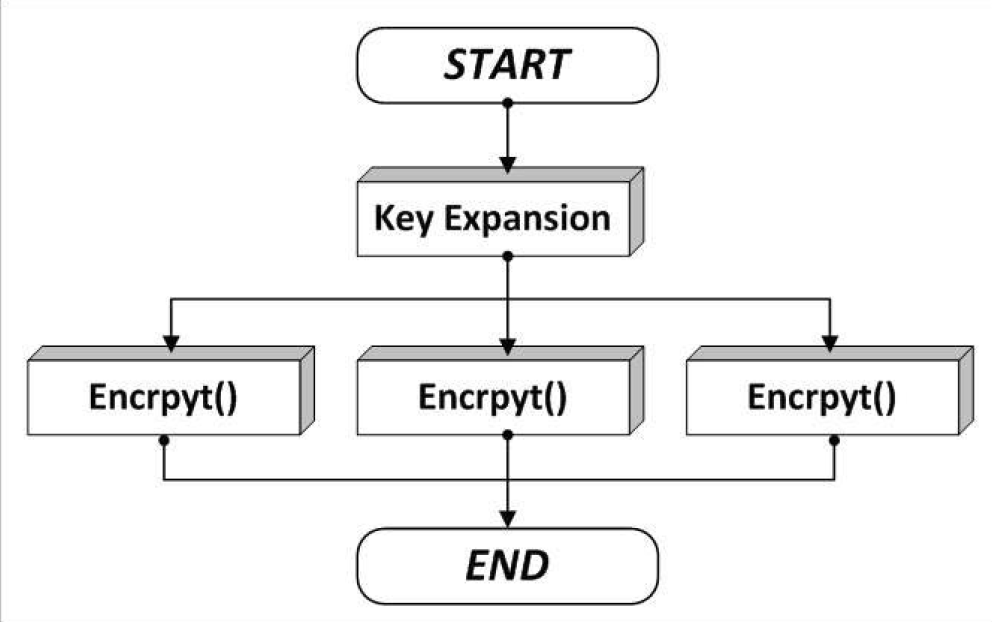 START
Key Expansion
Encrpyt()
Encrpyt()
Encrpyt()
END